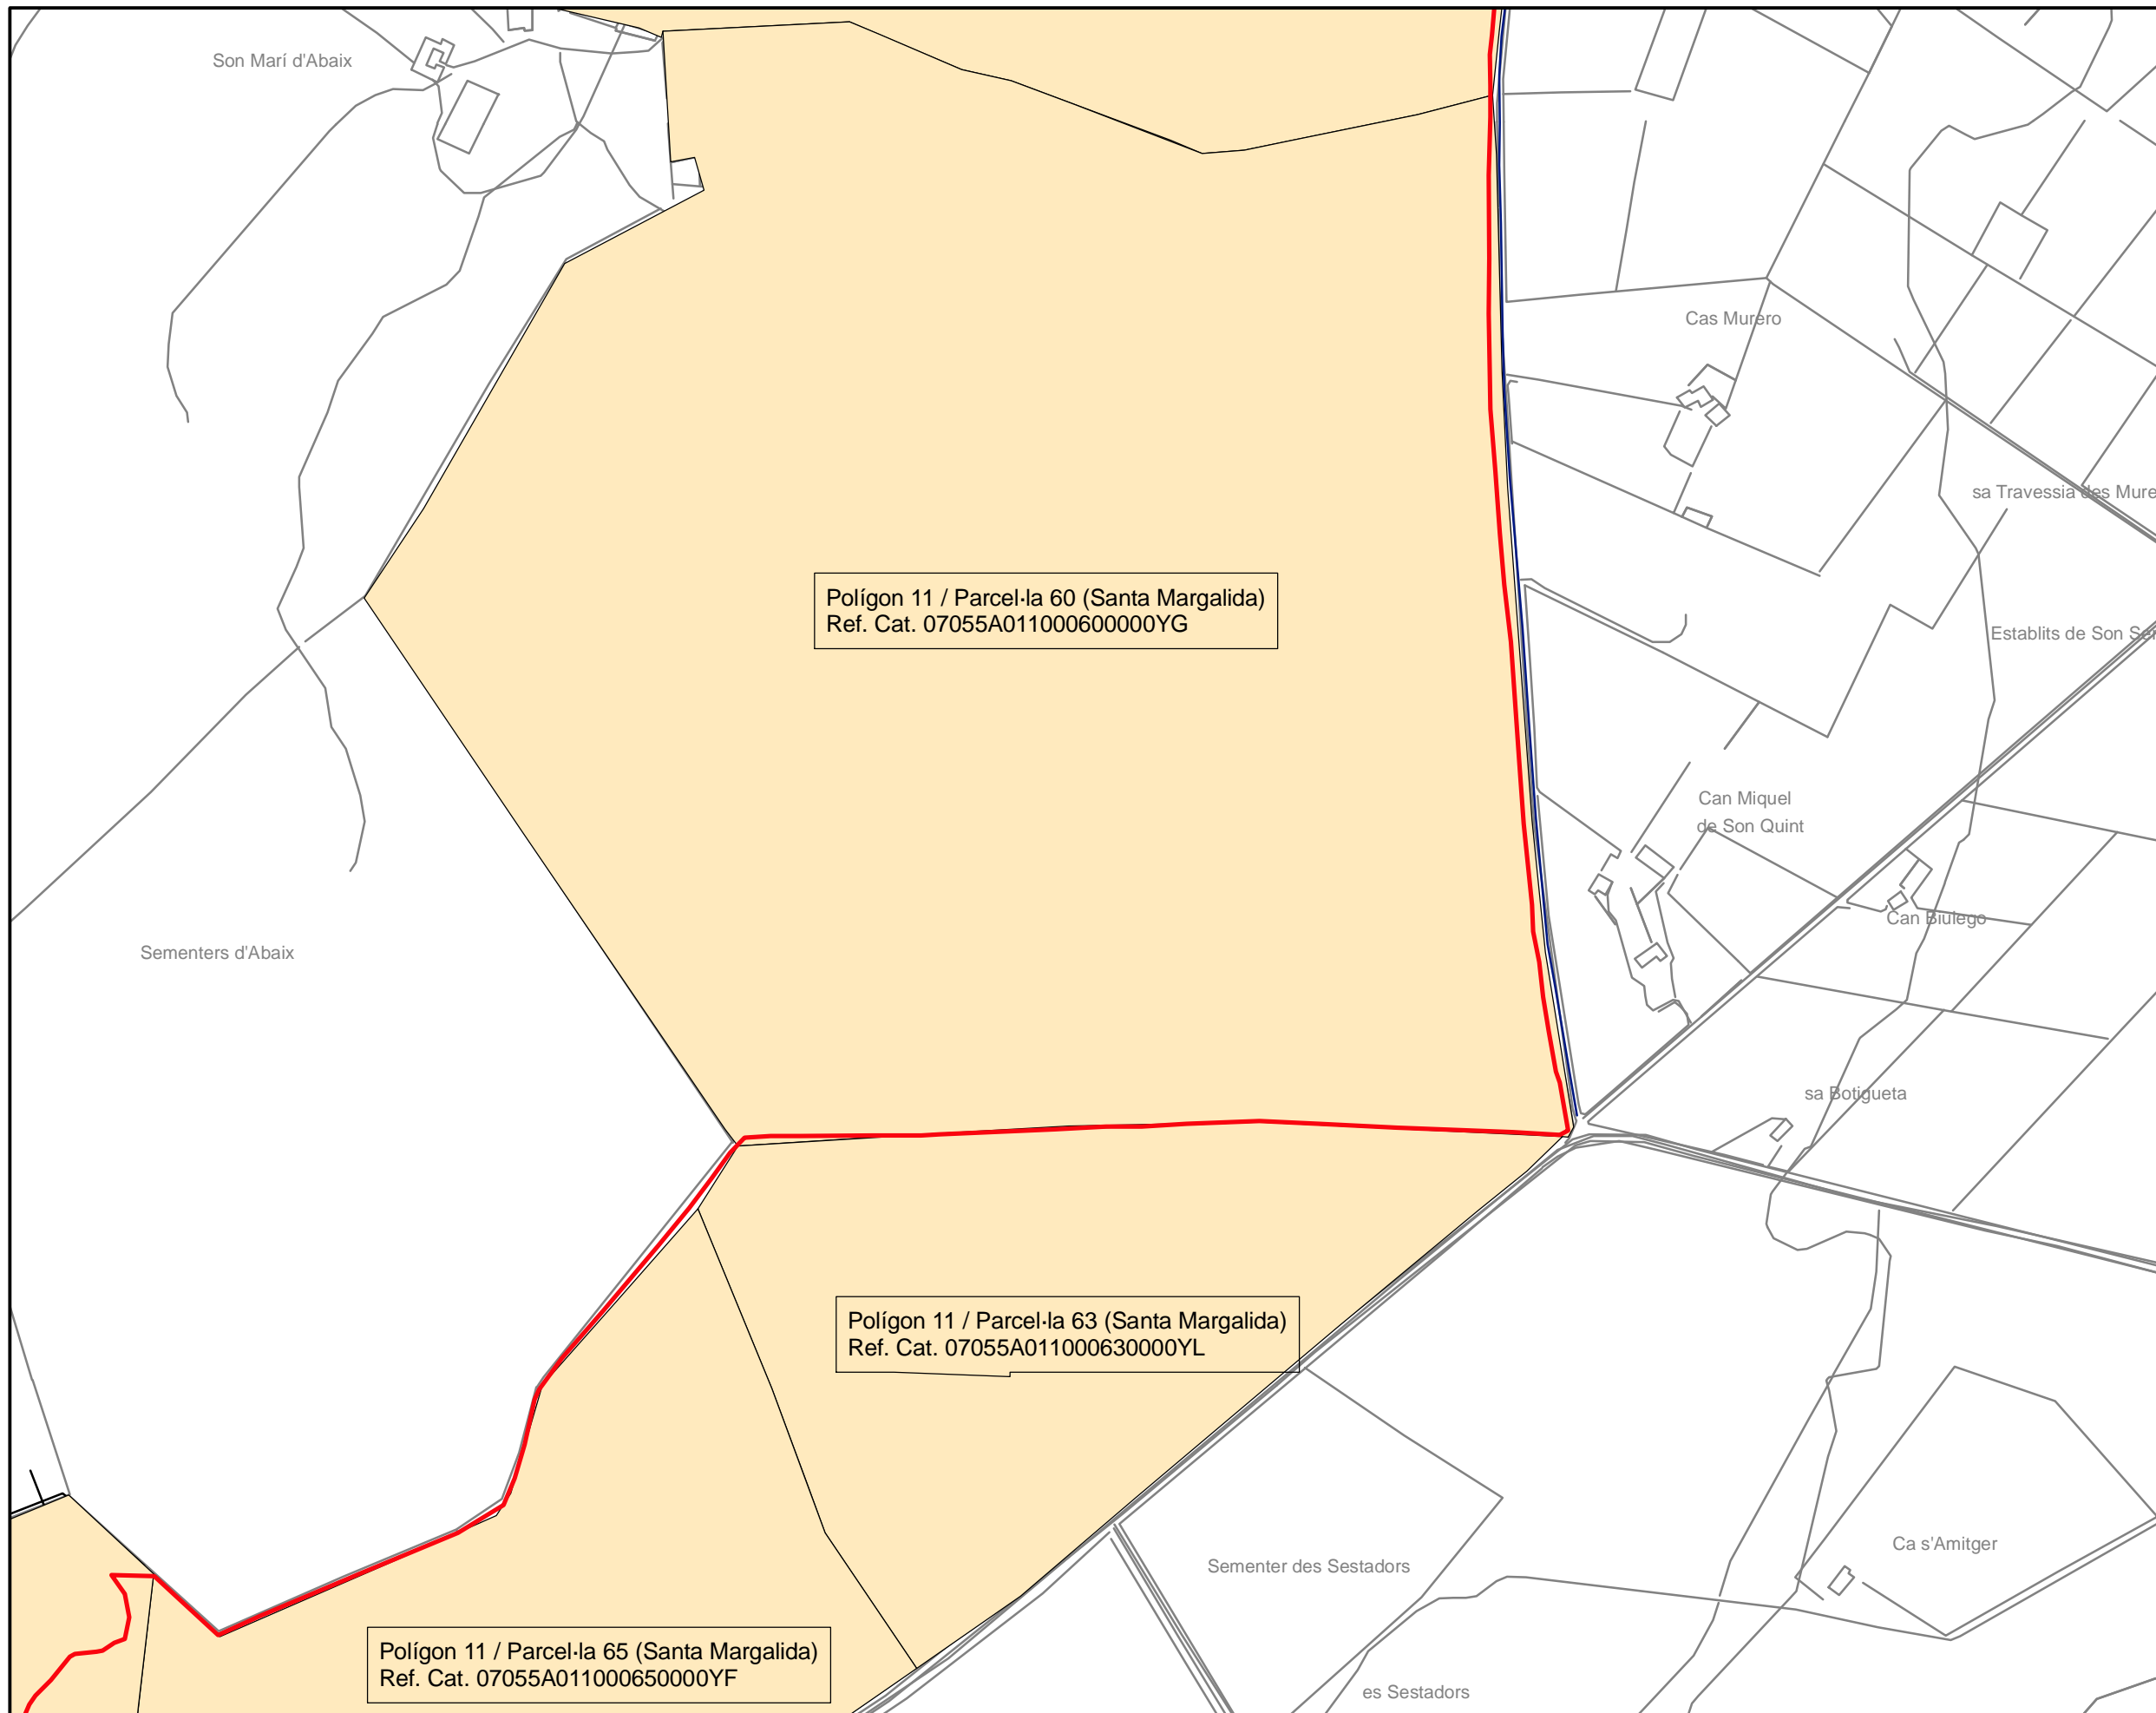 Son Marí d'Abaix
Cas Murero
sa Travessia des Mure
Polígon 11 / Parcel·la 60 (Santa Margalida)
Ref. Cat. 07055A011000600000YG
Establits de Son Ser
Can Miquel
de Son Quint
Can Biulego
Sementers d'Abaix
sa Botigueta
Polígon 11 / Parcel·la 63 (Santa Margalida)
Ref. Cat. 07055A011000630000YL
Ca s'Amitger
Sementer des Sestadors
Polígon 11 / Parcel·la 65 (Santa Margalida)
Ref. Cat. 07055A011000650000YF
es Sestadors